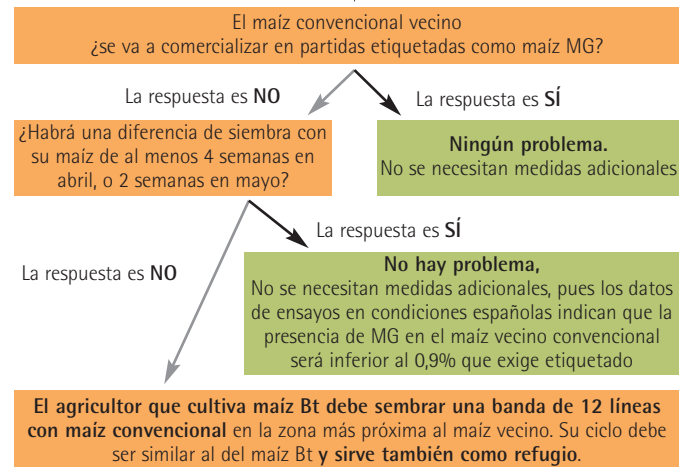 El maíz convencional vecino
¿se va a comercializar en partidas etiquetadas como maíz MG?
La respuesta es NO
La respuesta es SÍ
¿Habrá una diferencia de siembra con
su maíz de al menos 4 semanas en
abril, o 2 semanas en mayo?
Ningún problema.
No se necesitan medidas adicionales
La respuesta es SÍ
La respuesta es NO
No hay problema,
No se necesitan medidas adicionales, pues los datos
de ensayos en condiciones españolas indican que la
presencia de MG en el maíz vecino convencional
será inferior al 0,9% que exige etiquetado
El agricultor que cultiva maíz Bt debe sembrar una banda de 12 líneas
con maíz convencional en la zona más próxima al maíz vecino. Su ciclo debe
ser similar al del maíz Bt y sirve también como refugio.